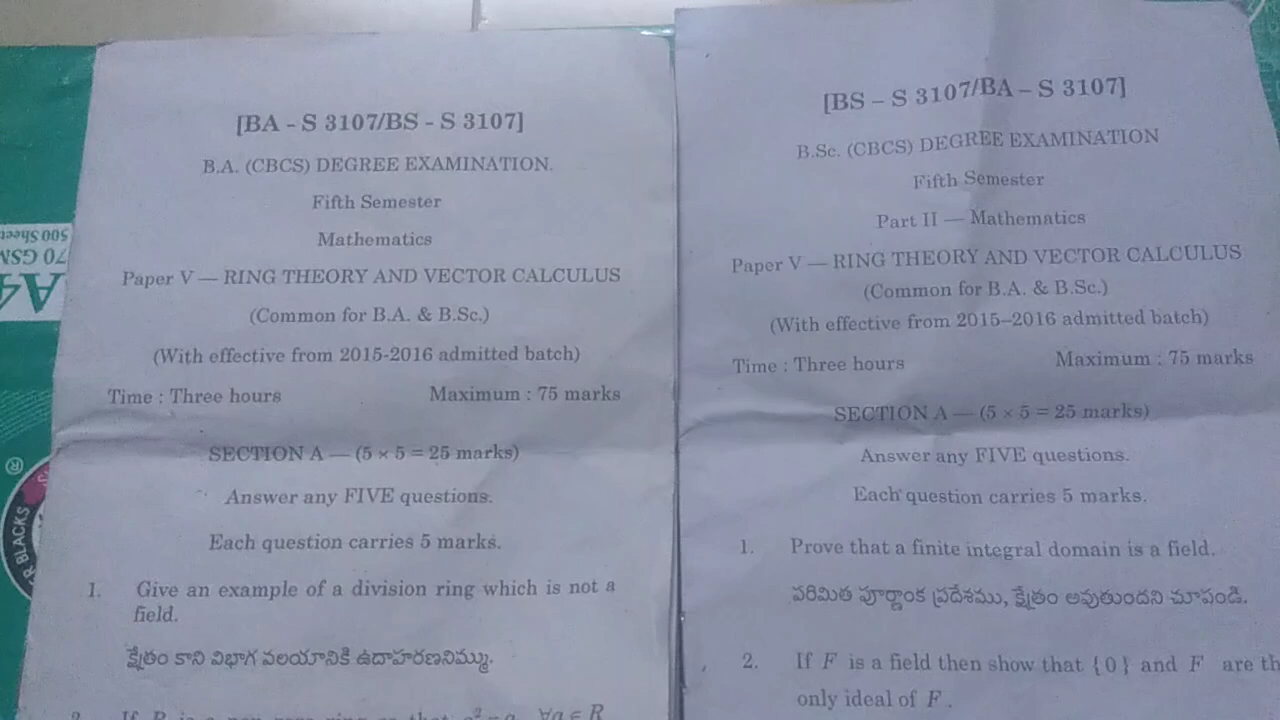 [BA - S 3107/BS - S 3107]
B.A. (CBCS) DEGREE EXAMINATION.
Fifth Semester
Mathematics
Paper V — RING THEORY AND VECTOR CALCULUS
(Common for B.A. & B.Sc.)
(With effective from 2015-2016 admitted batch)
Time : Three hours Maximum : 75 marks
SECTION A — (5 × 5 = 25 marks)
Answer any FIVE questions.
Each question carries 5 marks.
1. Give an example of a division ring which is not a
field.
క్షేత్రం కాని విభాగ వలయానికి ఉదాహరణనిమ్ము.
[BS – S 3107/BA – S 3107]
B.Sc. (CBCS) DEGREE EXAMINATION
Fifth Semester
Part II — Mathematics
Paper V — RING THEORY AND VECTOR CALCULUS
(Common for B.A. & B.Sc.)
(With effective from 2015–2016 admitted batch)
Time : Three hours Maximum : 75 marks
SECTION A — (5 × 5 = 25 marks)
Answer any FIVE questions.
Each question carries 5 marks.
1. Prove that a finite integral domain is a field.
పరిమిత పూర్ణాంక ప్రదేశము, క్షేత్రం అవుతుందని చూపండి.
2. If F is a field then show that {0} and F are th
only ideal of F.
500 Sheet
70 GSM
A4
R BLACKS
®